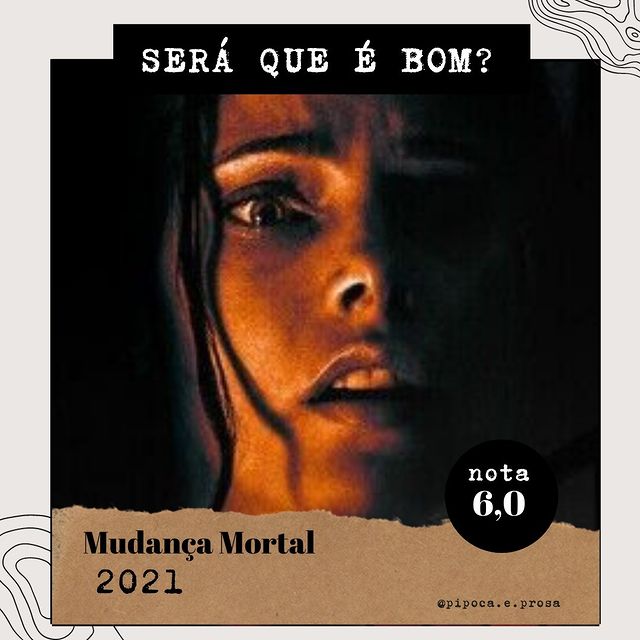 SERÁ QUE É BOM?
nota
6,0
Mudança Mortal
2021
@pipoca.e.prosa